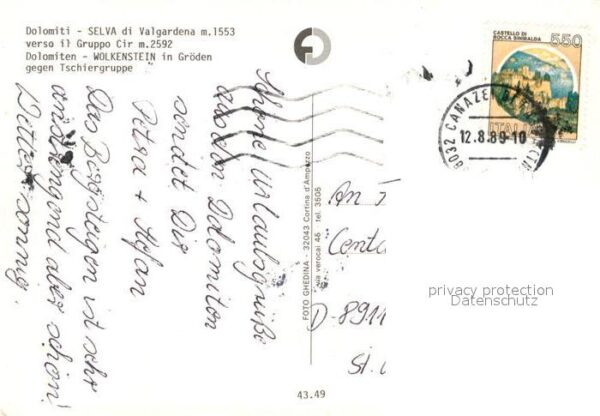 Dolomiti - SELVA di Valgardena m.1553
verso il Gruppo Cir m.2592
Dolomiten - WOLKENSTEIN in Gröden
gegen Tschiergruppe
CASTELLO DI
ROCCA SINIBALDA
550
ITALIA
8032 CANAZEI
12.8.89-10
Urlaubsgrüße
aus den Dolomiten
sendet Dir
Petra + Stefan
Das Bergsteigen ist sehr
anstrengend aber schön!
Wetter: sonnig.
FOTO GHEDINA - 32043 Cortina d'Ampezzo
via verocai 46 tel. 3505
An
D-8911
St.
privacy protection
Datenschutz
43.49